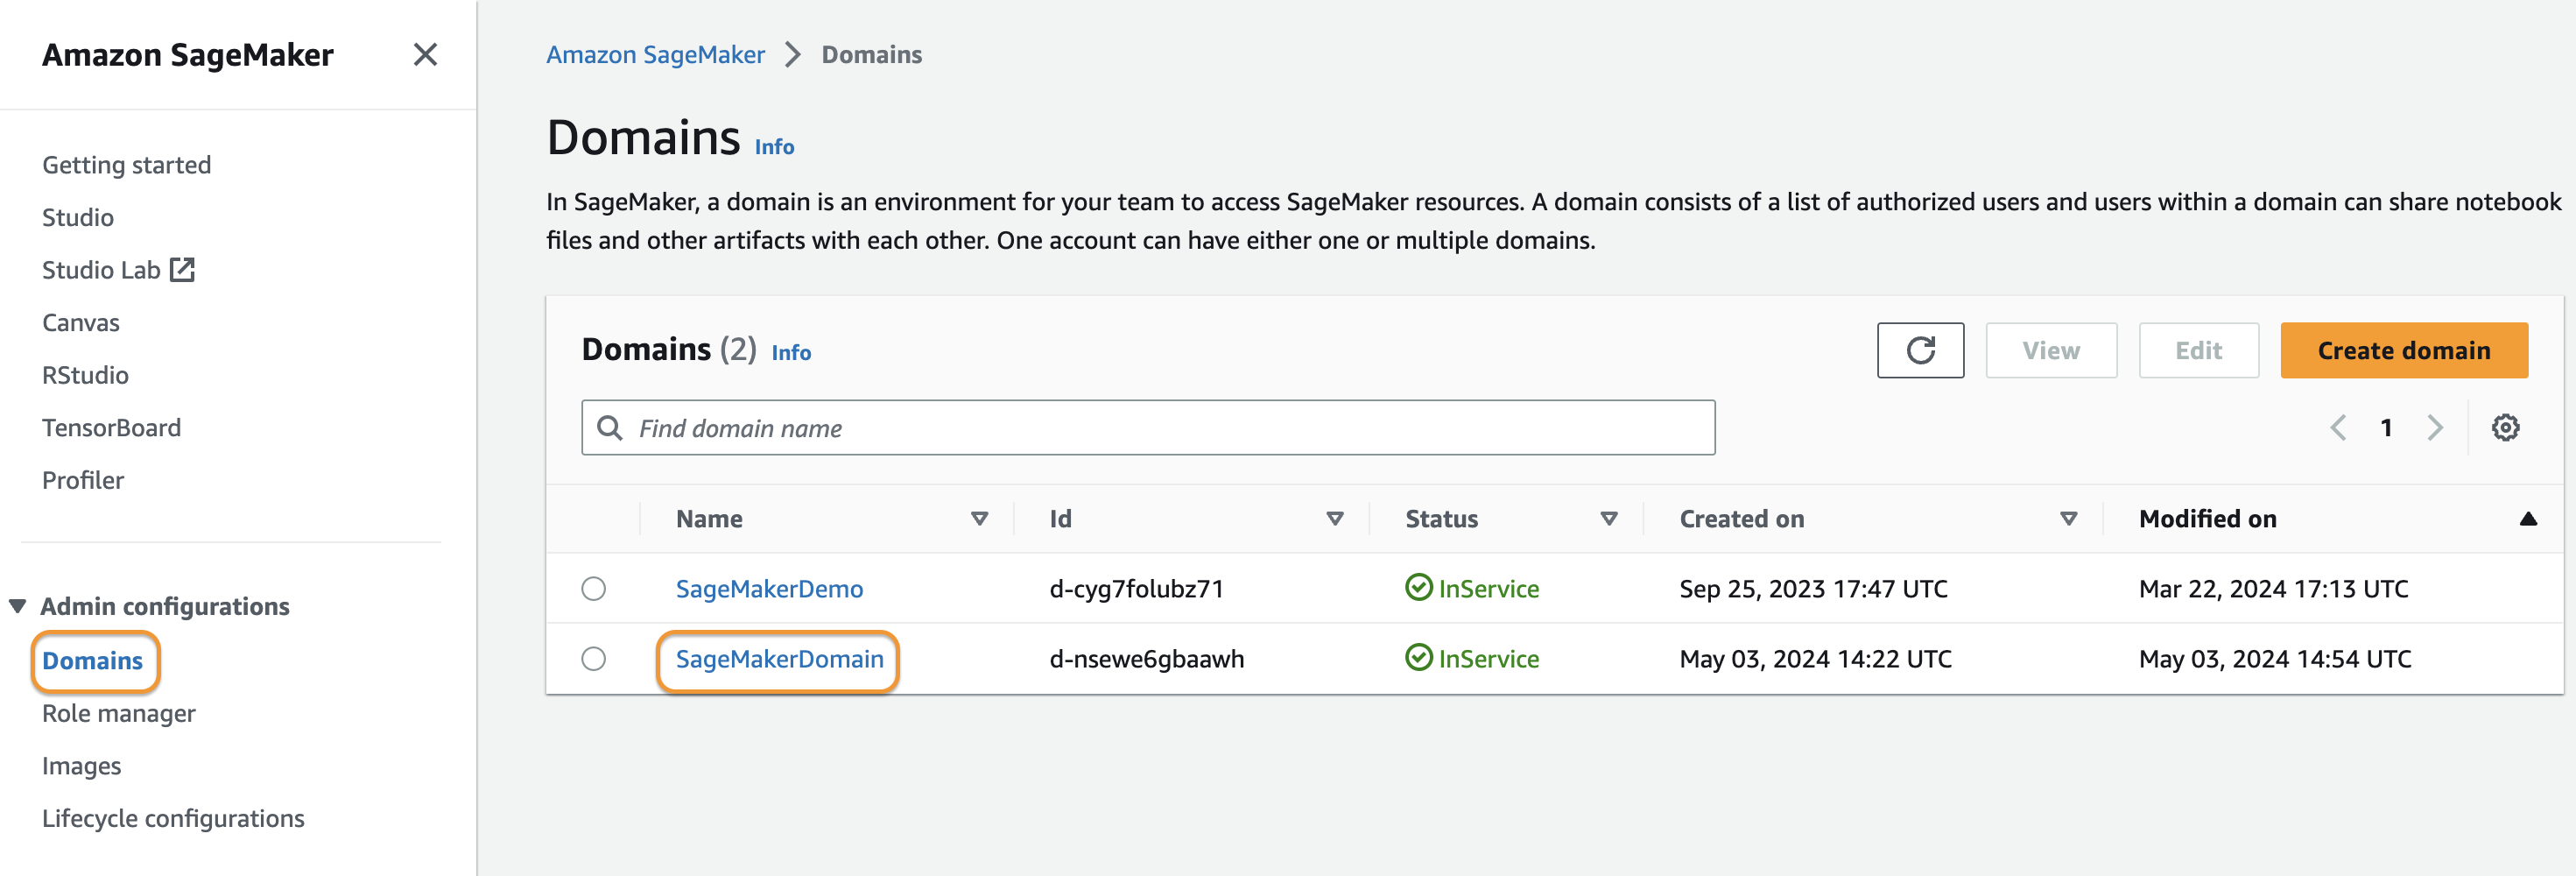 Amazon SageMaker
Getting started
Studio
Studio Lab
Canvas
RStudio
TensorBoard
Profiler
Admin configurations
Domains
Role manager
Images
Lifecycle configurations
Amazon SageMaker > Domains
Domains Info
In SageMaker, a domain is an environment for your team to access SageMaker resources. A domain consists of a list of authorized users and users within a domain can share notebook
files and other artifacts with each other. One account can have either one or multiple domains.
Domains (2) Info
View Edit Create domain
Find domain name
1
Name Id Status Created on Modified on
SageMakerDemo d-cyg7folubz71 InService Sep 25, 2023 17:47 UTC Mar 22, 2024 17:13 UTC
SageMakerDomain d-nsewe6gbaawh InService May 03, 2024 14:22 UTC May 03, 2024 14:54 UTC